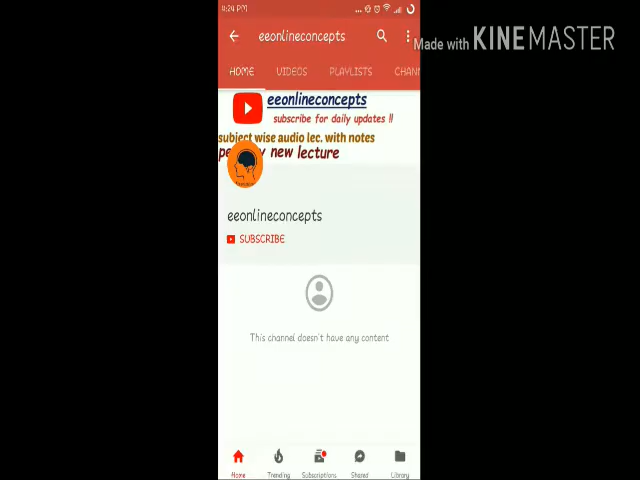 4:24 PM
eeonlineconcepts
Made with KINEMASTER
HOME VIDEOS PLAYLISTS CHAN
eeonlineconcepts
subscribe for daily updates !!
subject wise audio lec. with notes
new lecture
eeonlineconcepts
SUBSCRIBE
This channel doesn't have any content
Home Trending Subscriptions Shared Library